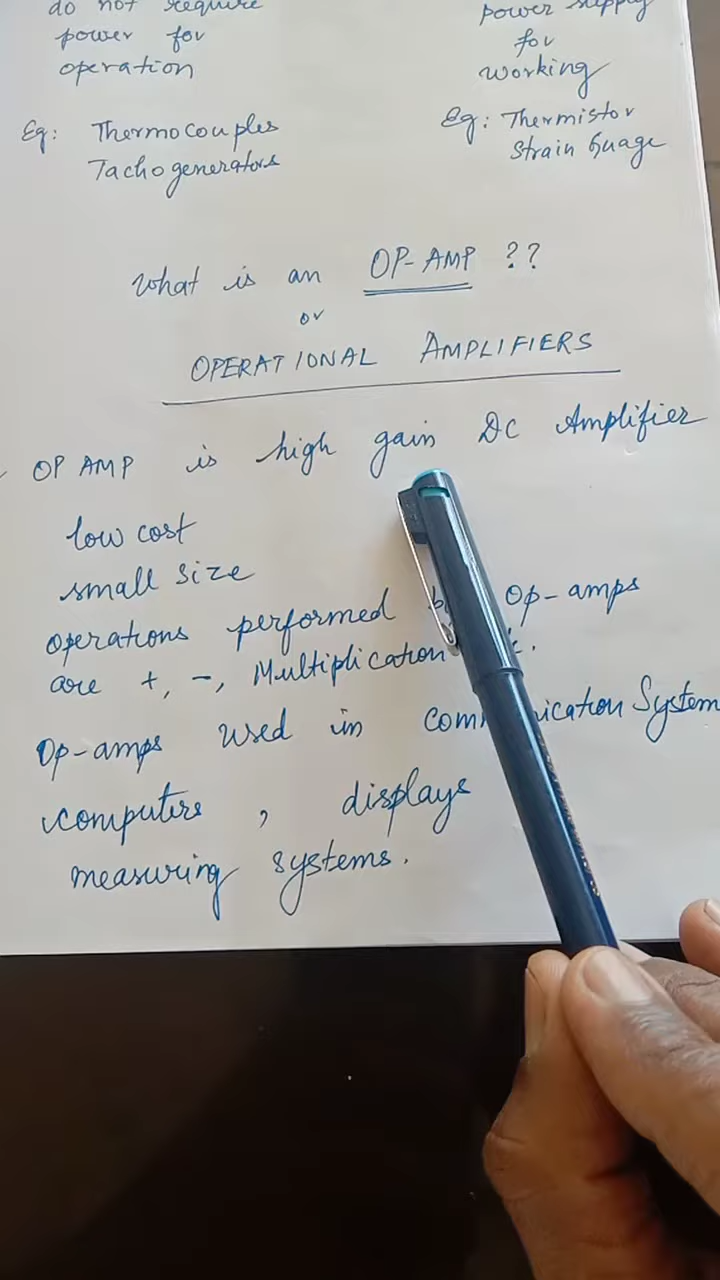 do not require
power for
operation
Eg: Thermocouples
Tachogenerators
power supply
for
working
Eg: Thermistor
Strain Guage
What is an OP-AMP ??
or
OPERATIONAL AMPLIFIERS
OP AMP is high gain DC Amplifier
low cost
small size
operations performed Op-amps
are +, -, Multiplication
Op-amps used in communication System
computers, displays
measuring systems.